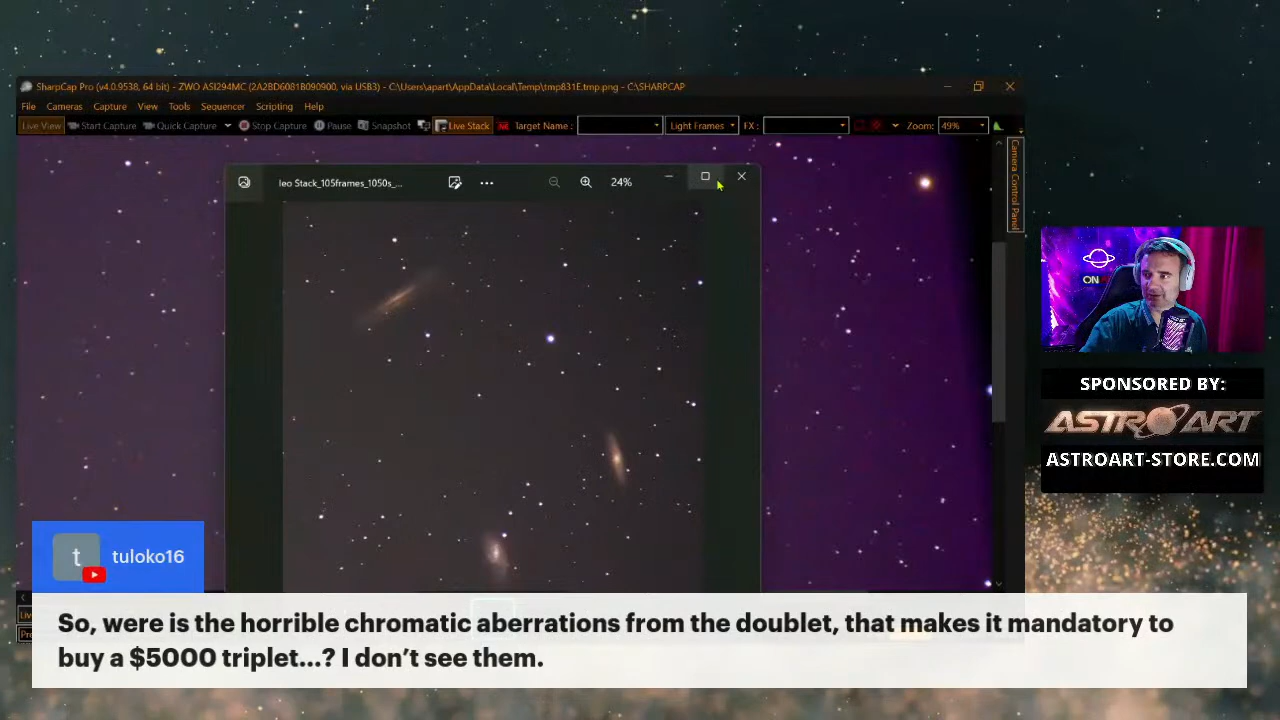 SharpCap Pro (v4.0.9538, 64 bit) - ZWO ASI294MC (2A2BD6081B090900, via USB3) - C:\Users\apart\AppData\Local\Temp\tmp831E.tmp.png - C:\SHARPCAP
File Cameras Capture View Tools Sequencer Scripting Help
Live View Start Capture Quick Capture Stop Capture Pause Snapshot Live Stack Target Name : Light Frames FX : Zoom: 49%
Camera Control Panel
leo Stack_105frames_1050s_... 24%
ON
SPONSORED BY:
ASTROART
ASTROART-STORE.COM
t tuloko16
So, were is the horrible chromatic aberrations from the doublet, that makes it mandatory to
buy a $5000 triplet...? I don't see them.